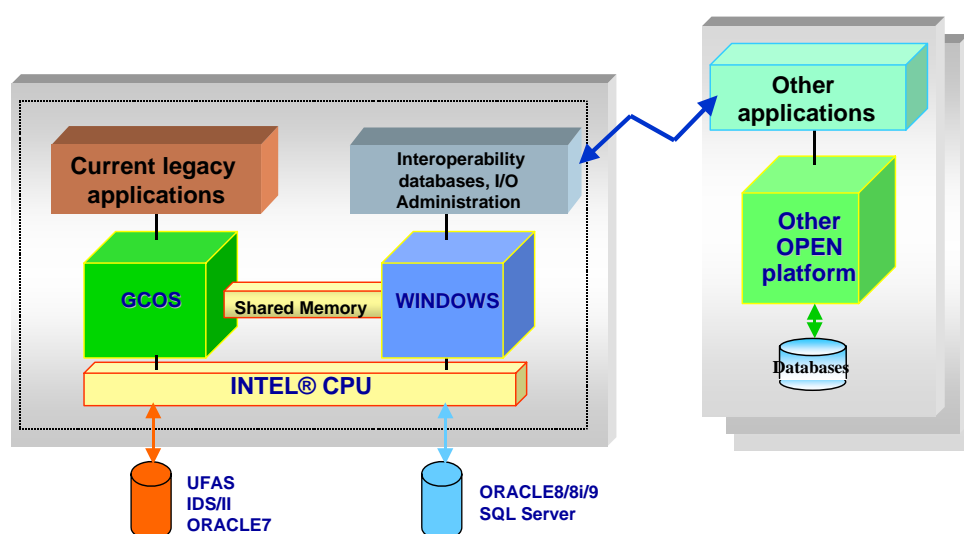 Current legacy
applications
Interoperability
databases, I/O
Administration
Other
applications
GCOS
Shared Memory
WINDOWS
Other
OPEN
platform
INTEL® CPU
Databases
UFAS
IDS/II
ORACLE7
ORACLE8/8i/9
SQL Server